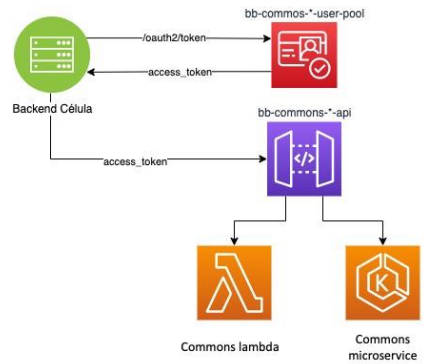 bb-commos-*-user-pool
/oauth2/token
access_token
Backend Célula
bb-commons-*-api
access_token
</>
K
Commons lambda
Commons
microservice